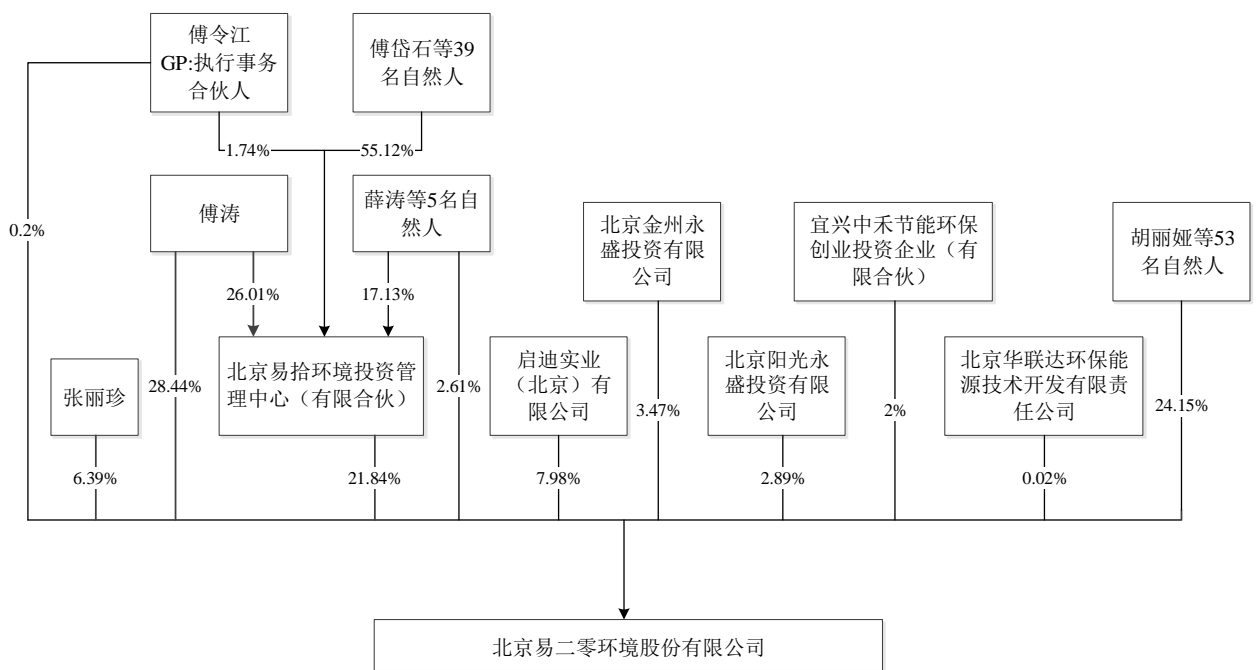 傅令江
GP:执行事务
合伙人
傅岱石等39
名自然人
1.74%
55.12%
傅涛
薛涛等5名自
然人
北京金州永
盛投资有限
公司
宜兴中禾节能环保
创业投资企业（有
限合伙）
胡丽娅等53
名自然人
0.2%
26.01%
17.13%
张丽珍
28.44%
北京易拾环境投资管
理中心（有限合伙）
2.61%
启迪实业
（北京）有
限公司
3.47%
北京阳光永
盛投资有限
公司
2%
北京华联达环保能
源技术开发有限责
任公司
24.15%
6.39%
21.84%
7.98%
2.89%
0.02%
北京易二零环境股份有限公司